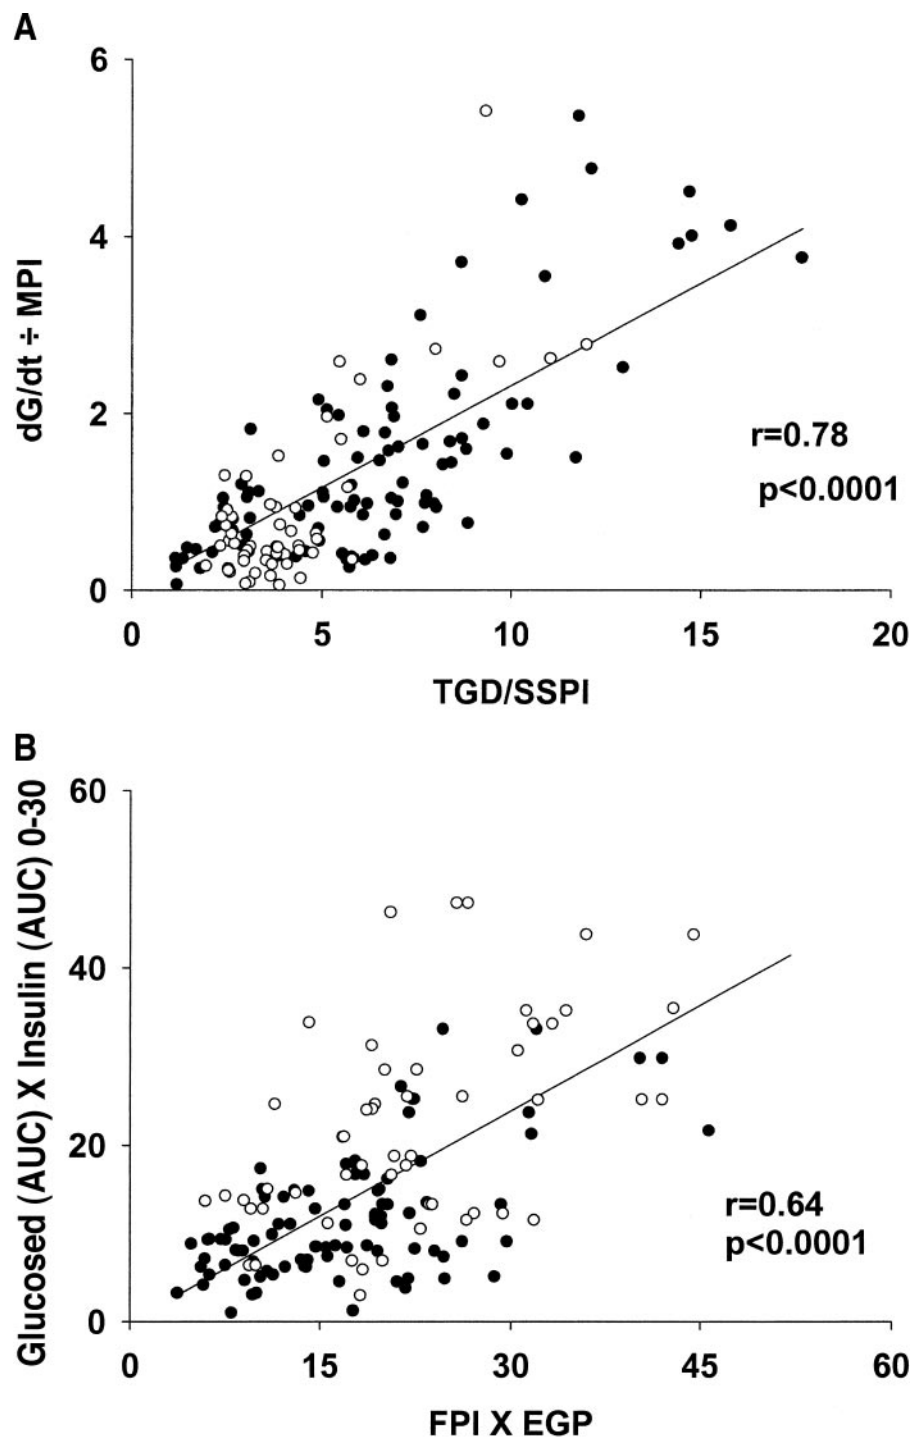 A
6
4
2
0
dG/dt ÷ MPI
r=0.78
p<0.0001
0 5 10 15 20
TGD/SSPI
B
60
40
20
0
Glucosed (AUC) X Insulin (AUC) 0-30
r=0.64
p<0.0001
0 15 30 45 60
FPI X EGP